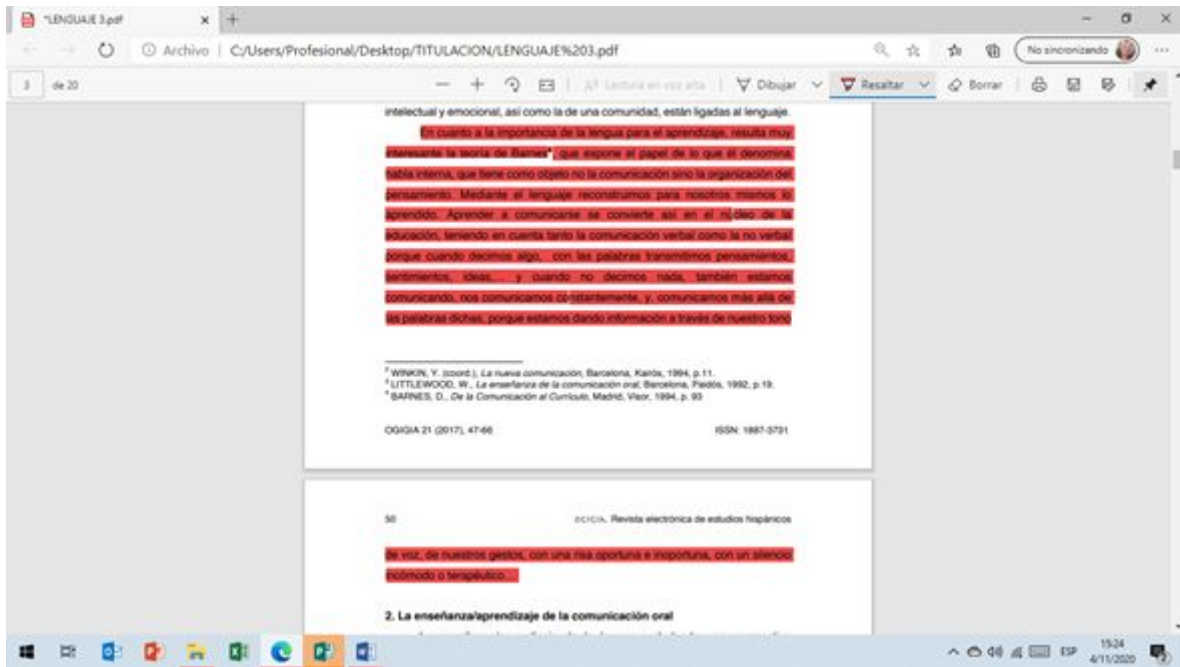 *LENGUAJE 3.pdf
Archivo | C:/Users/Profesional/Desktop/TITULACION/LENGUAJE%203.pdf
No sincronizando
3 de 20
Lectura en voz alta
Dibujar
Resaltar
Borrar
intelectual y emocional, así como la de una comunidad, están ligadas al lenguaje.
En cuanto a la importancia de la lengua para el aprendizaje, resulta muy
interesante la teoría de Barnes⁴, que expone el papel de lo que él denomina
habla interna, que tiene como objeto no la comunicación sino la organización del
pensamiento. Mediante el lenguaje reconstruimos para nosotros mismos lo
aprendido. Aprender a comunicarse se convierte así en el núcleo de la
educación, teniendo en cuenta tanto la comunicación verbal como la no verbal
porque cuando decimos algo, con las palabras transmitimos pensamientos,
sentimientos, ideas,... y cuando no decimos nada, también estamos
comunicando, nos comunicamos constantemente, y, comunicamos más allá de
las palabras dichas, porque estamos dando información a través de nuestro tono
² WINKIN, Y. (coord.), La nueva comunicación, Barcelona, Kairós, 1994, p.11.
³ LITTLEWOOD, W., La enseñanza de la comunicación oral, Barcelona, Paidós, 1992, p.19.
⁴ BARNES, D., De la Comunicación al Currículo, Madrid, Visor, 1994, p. 93
OGIGIA 21 (2017), 47-66 ISSN: 1887-3731
50 Revista electrónica de estudios hispánicos
de voz, de nuestros gestos, con una risa oportuna e inoportuna, con un silencio
incómodo o terapéutico...
2. La enseñanza/aprendizaje de la comunicación oral
ESP
15:24
4/11/2020